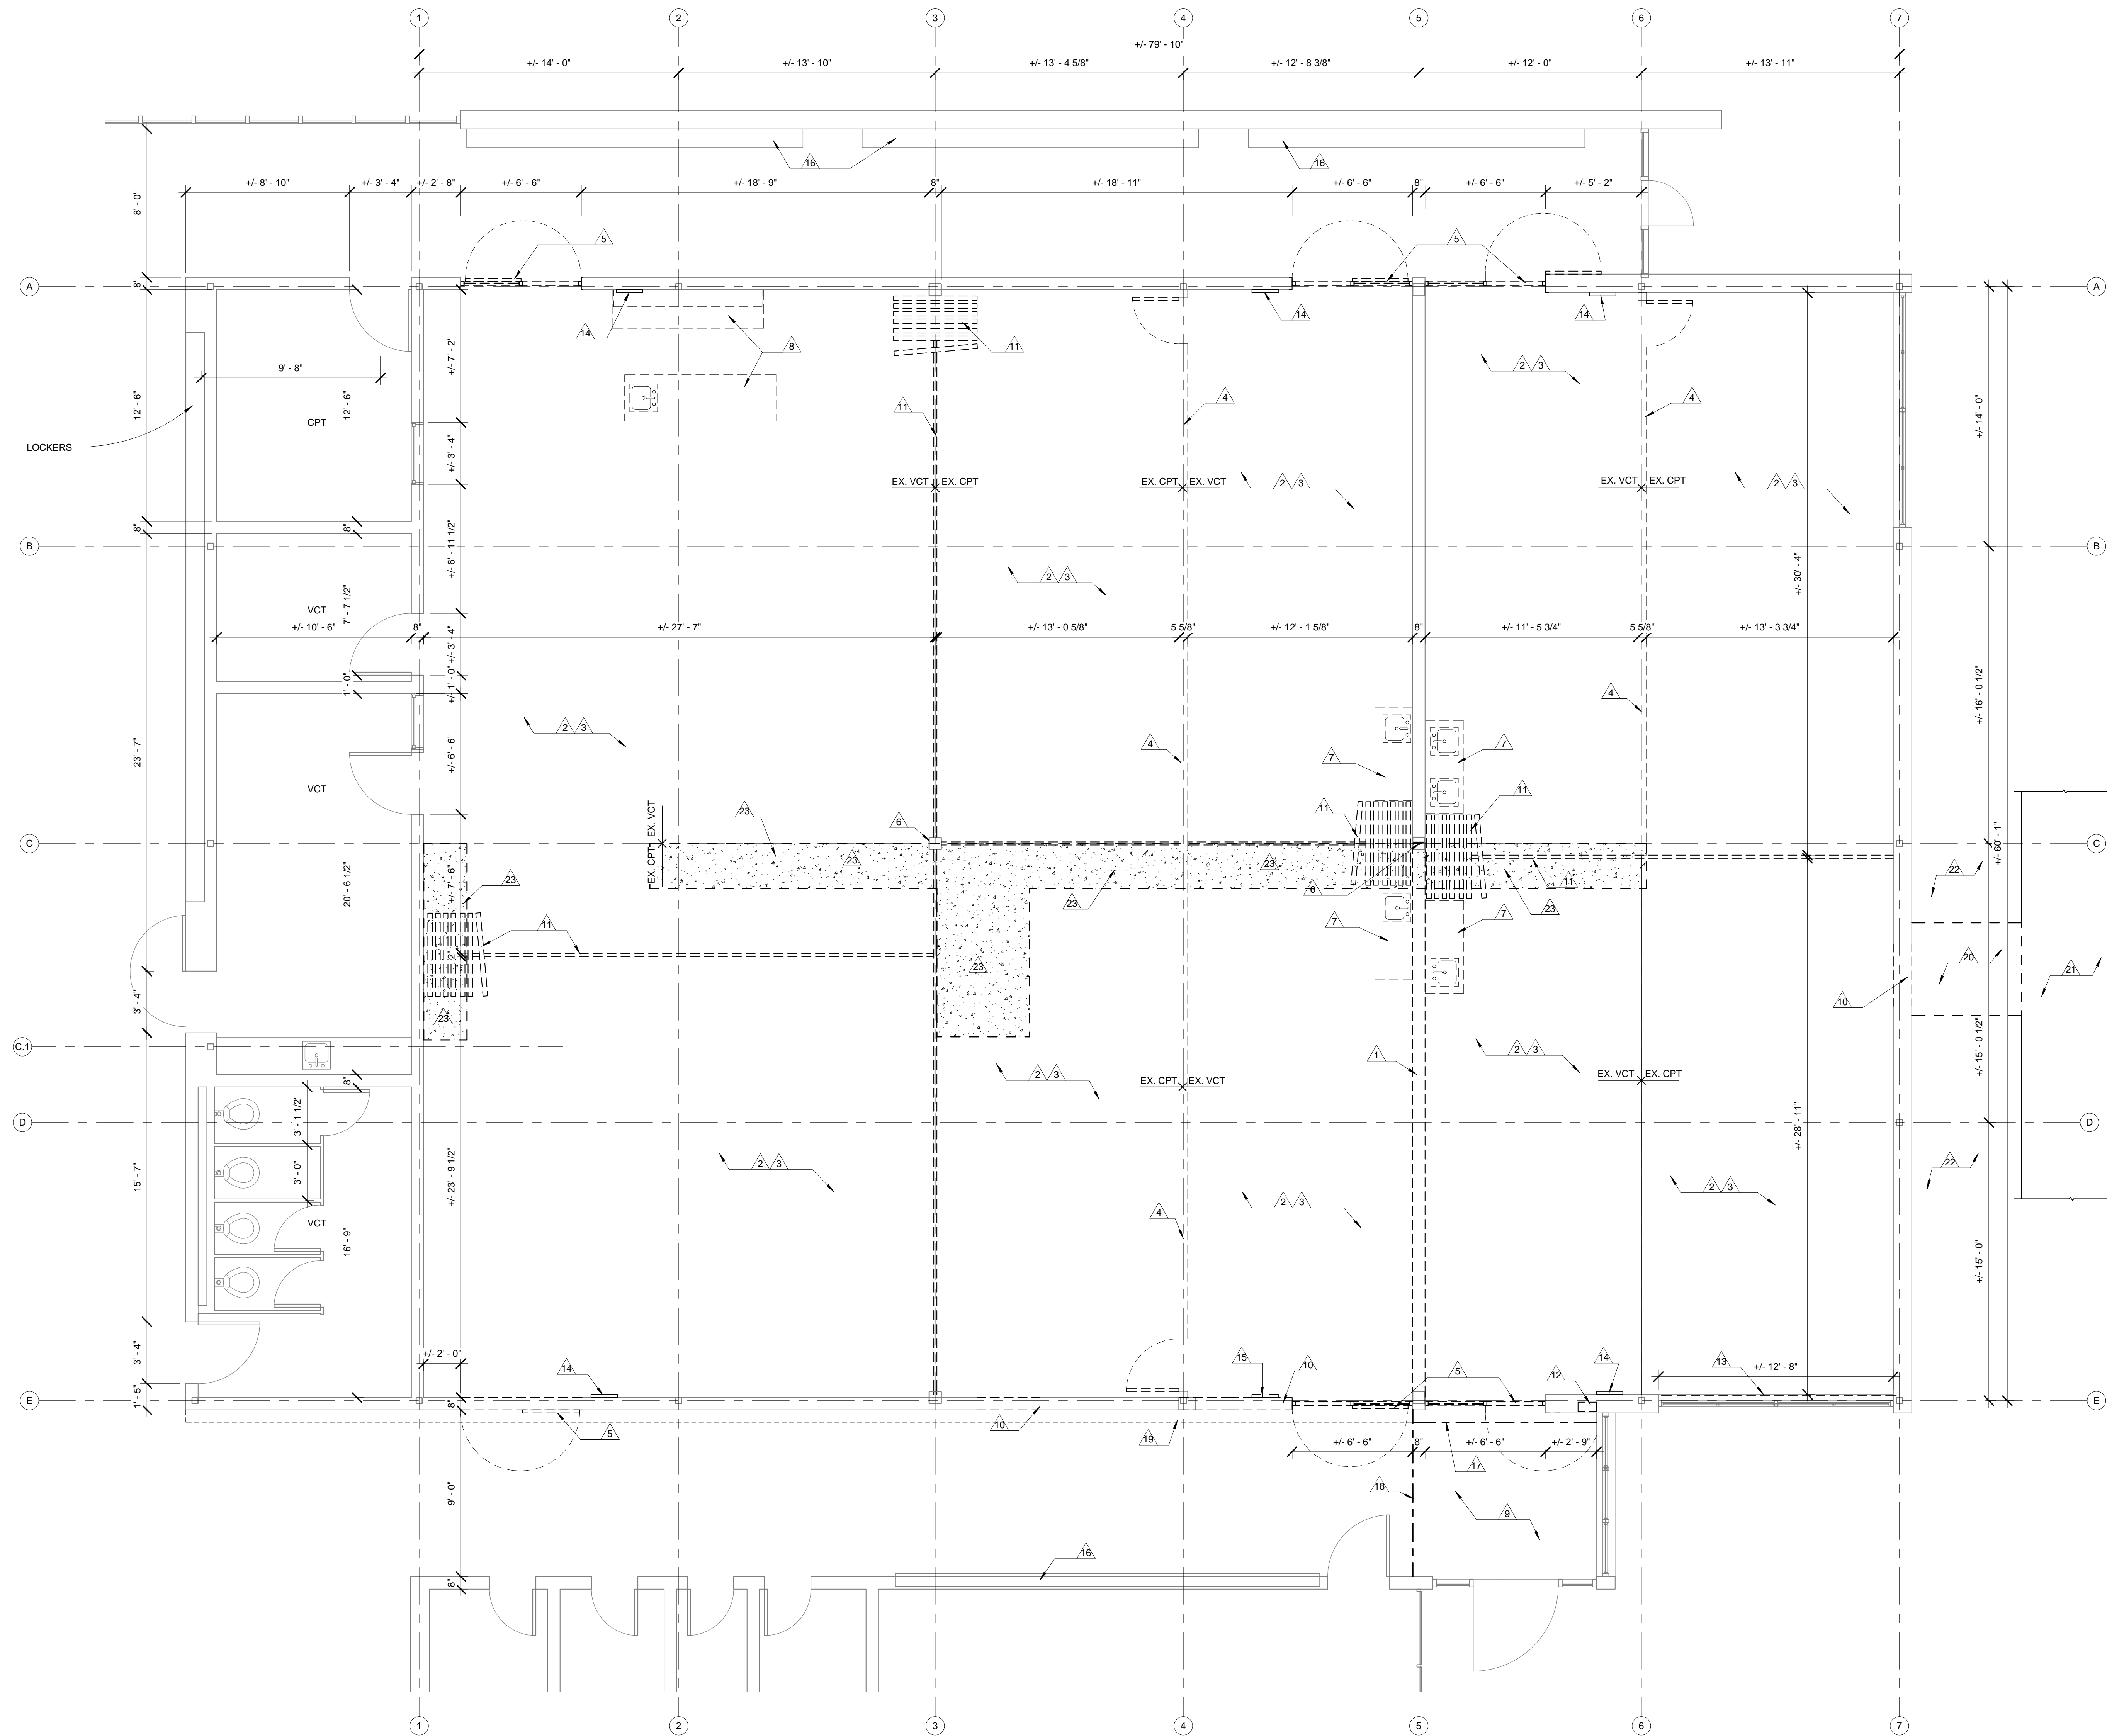 1 2 3 4 5 6 7
+/- 79' - 10"
+/- 14' - 0" +/- 13' - 10" +/- 13' - 4 5/8" +/- 12' - 8 3/8" +/- 12' - 0" +/- 13' - 11"
16 16
+/- 8' - 10" +/- 3' - 4" +/- 2' - 8" +/- 6' - 6" +/- 18' - 9" 8" +/- 18' - 11" +/- 6' - 6" 8" +/- 6' - 6" +/- 5' - 2"
8' - 0"
5 5
A 8" A
14 8 11 14 14
+/- 7' - 2"
9' - 8"
2 3
12' - 6" 12' - 6"
CPT
11 4 4
+/- 14' - 0"
LOCKERS
+/- 3' - 4"
EX. VCT EX. CPT EX. CPT EX. VCT EX. VCT EX. CPT
2 3 2 3
8" 8"
+/- 6' - 11 1/2"
B B
2 3
+/- 30' - 4"
VCT
7' - 7 1/2"
+/- 10' - 6" 8" +/- 27' - 7" +/- 13' - 0 5/8" 5 5/8" +/- 12' - 1 5/8" 8" +/- 11' - 5 3/4" 5 5/8" +/- 13' - 3 3/4"
+/- 3' - 4"
1' - 0" +/- 1' - 0"
4
+/- 16' - 0 1/2"
2 3
23' - 7"
+/- 6' - 6"
4 7 7
VCT
EX. CPT EX. VCT
23 6 11 11
C C
+/- 60' - 1"
23 23 23
22
20' - 6 1/2"
+/- 7' - 6"
23 6 11
23 23
7 7
11
2"
23
20 21
3' - 4"
10
23
C.1
2 3 1 2 3
+/- 15' - 0 1/2"
8"
EX. CPT EX. VCT EX. VCT EX. CPT
3' - 1 1/2"
D D
+/- 28' - 11"
3' - 0"
2 3
22
15' - 7"
+/- 23' - 9 1/2"
2 3 2 3
VCT
16' - 9"
4
+/- 15' - 0"
3' - 4"
+/- 2' - 0"
14 15 10 5 12 14 13
+/- 12' - 8"
1' - 5" 8"
E E
5 10 19
+/- 6' - 6" 8" +/- 6' - 6" +/- 2' - 9"
17
18
9' - 0"
9
16
8"
1 2 3 4 5 6 7